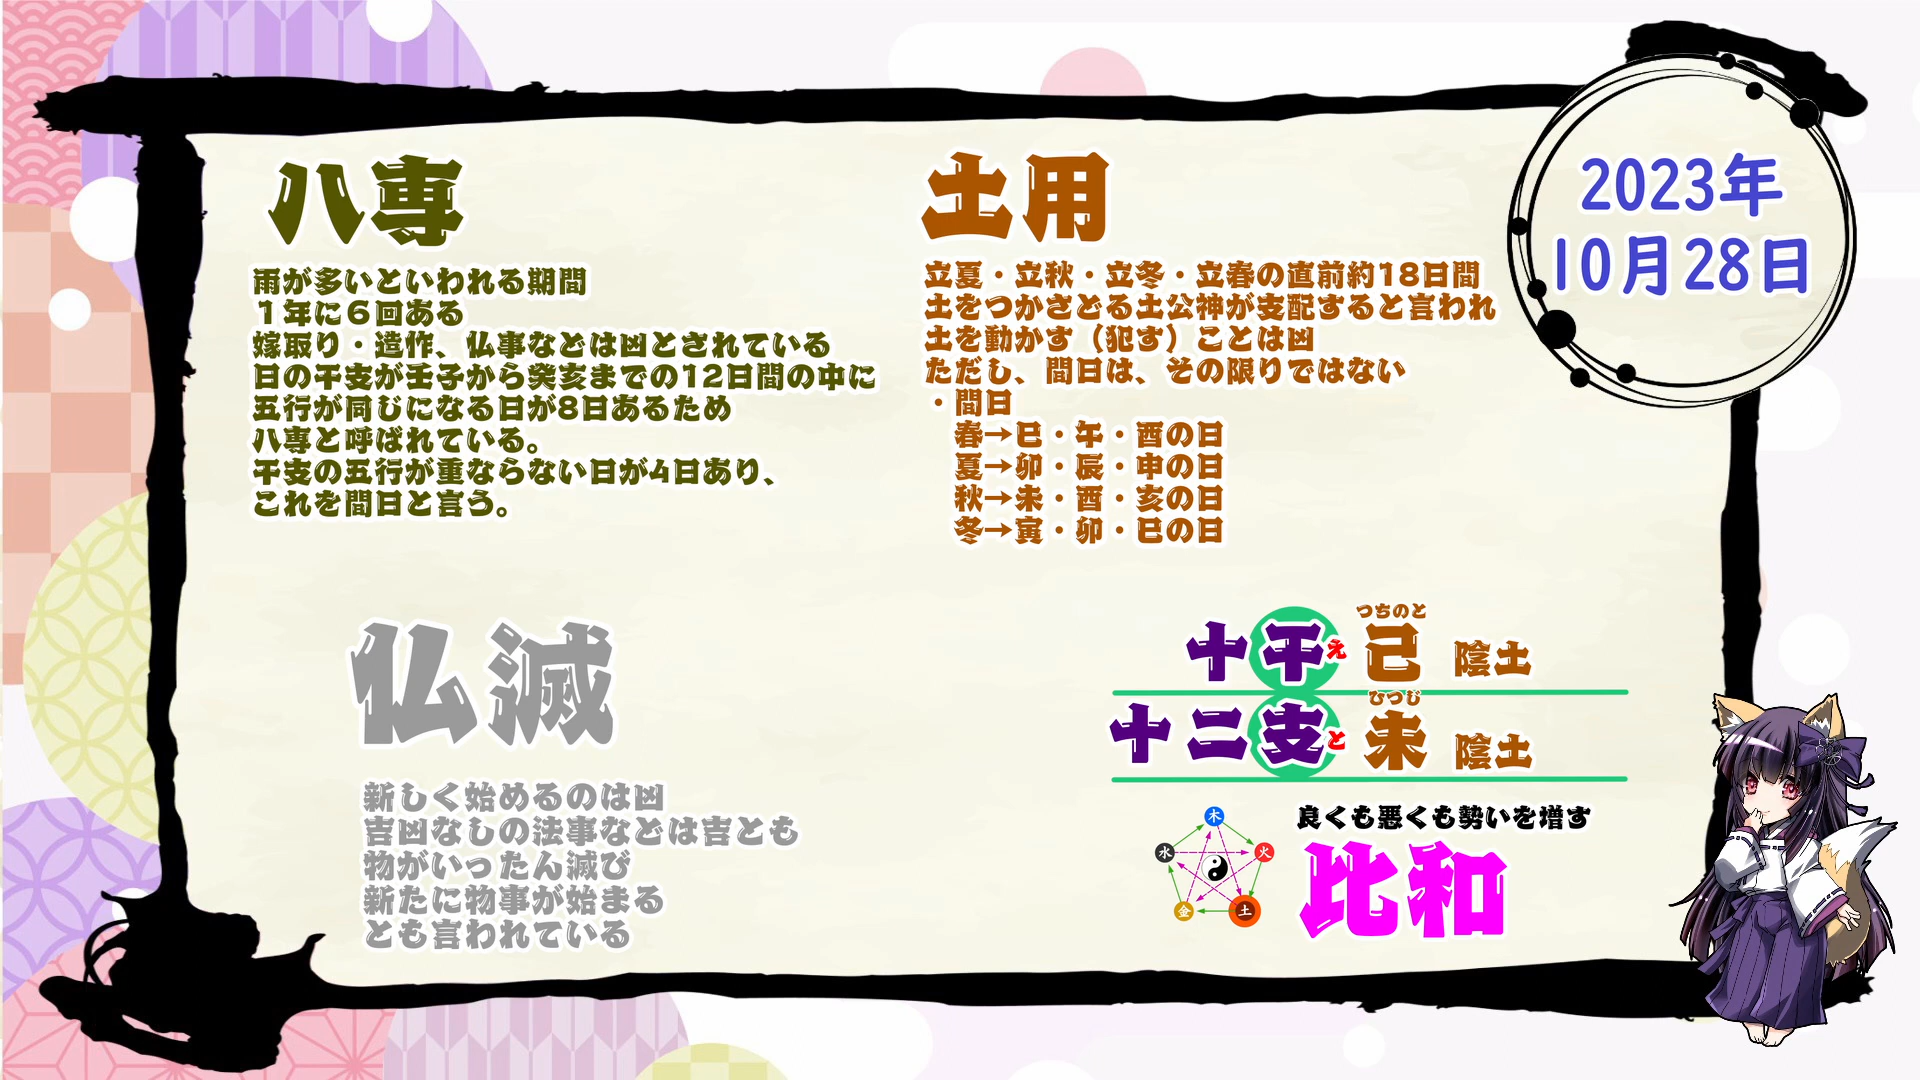 2023年
10月28日
八専
雨が多いといわれる期間
１年に６回ある
嫁取り・造作、仏事などは凶とされている
日の干支が壬子から癸亥までの12日間の中に
五行が同じになる日が8日あるため
八専と呼ばれている。
干支の五行が重ならない日が4日あり、
これを間日と言う。
土用
立夏・立秋・立冬・立春の直前約18日間
土をつかさどる土公神が支配すると言われ
土を動かす（犯す）ことは凶
ただし、間日は、その限りではない
・間日
春→巳・午・酉の日
夏→卯・辰・申の日
秋→未・酉・亥の日
冬→寅・卯・巳の日
仏滅
新しく始めるのは凶
吉凶なしの法事などは吉とも
物がいったん滅び
新たに物事が始まる
とも言われている
つちのと
十干え 己 陰土
ひつじ
十二支と 未 陰土
良くも悪くも勢いを増す
比和
木
水
火
金
土